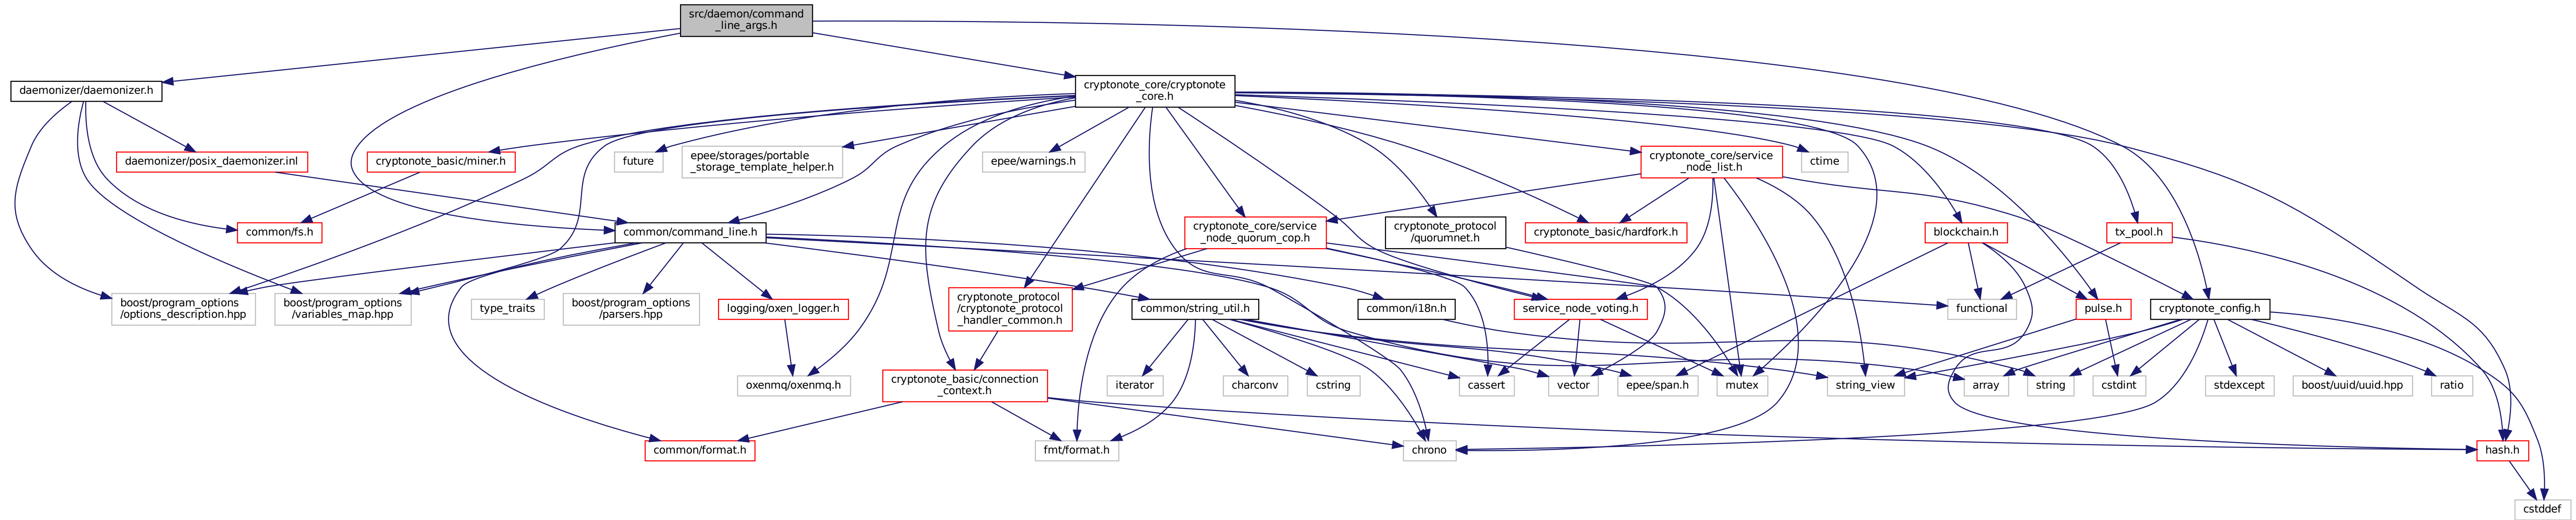 src/daemon/command
_line_args.h
daemonizer/daemonizer.h
cryptonote_core/cryptonote
_core.h
daemonizer/posix_daemonizer.inl
cryptonote_basic/miner.h
future
epee/storages/portable
_storage_template_helper.h
epee/warnings.h
cryptonote_core/service
_node_list.h
ctime
common/fs.h
common/command_line.h
cryptonote_core/service
_node_quorum_cop.h
cryptonote_protocol
/quorumnet.h
cryptonote_basic/hardfork.h
blockchain.h
tx_pool.h
boost/program_options
/options_description.hpp
boost/program_options
/variables_map.hpp
type_traits
boost/program_options
/parsers.hpp
logging/oxen_logger.h
cryptonote_protocol
/cryptonote_protocol
_handler_common.h
common/string_util.h
common/i18n.h
service_node_voting.h
functional
pulse.h
cryptonote_config.h
oxenmq/oxenmq.h
cryptonote_basic/connection
_context.h
iterator
charconv
cstring
cassert
vector
epee/span.h
mutex
string_view
array
string
cstdint
stdexcept
boost/uuid/uuid.hpp
ratio
common/format.h
fmt/format.h
chrono
hash.h
cstddef